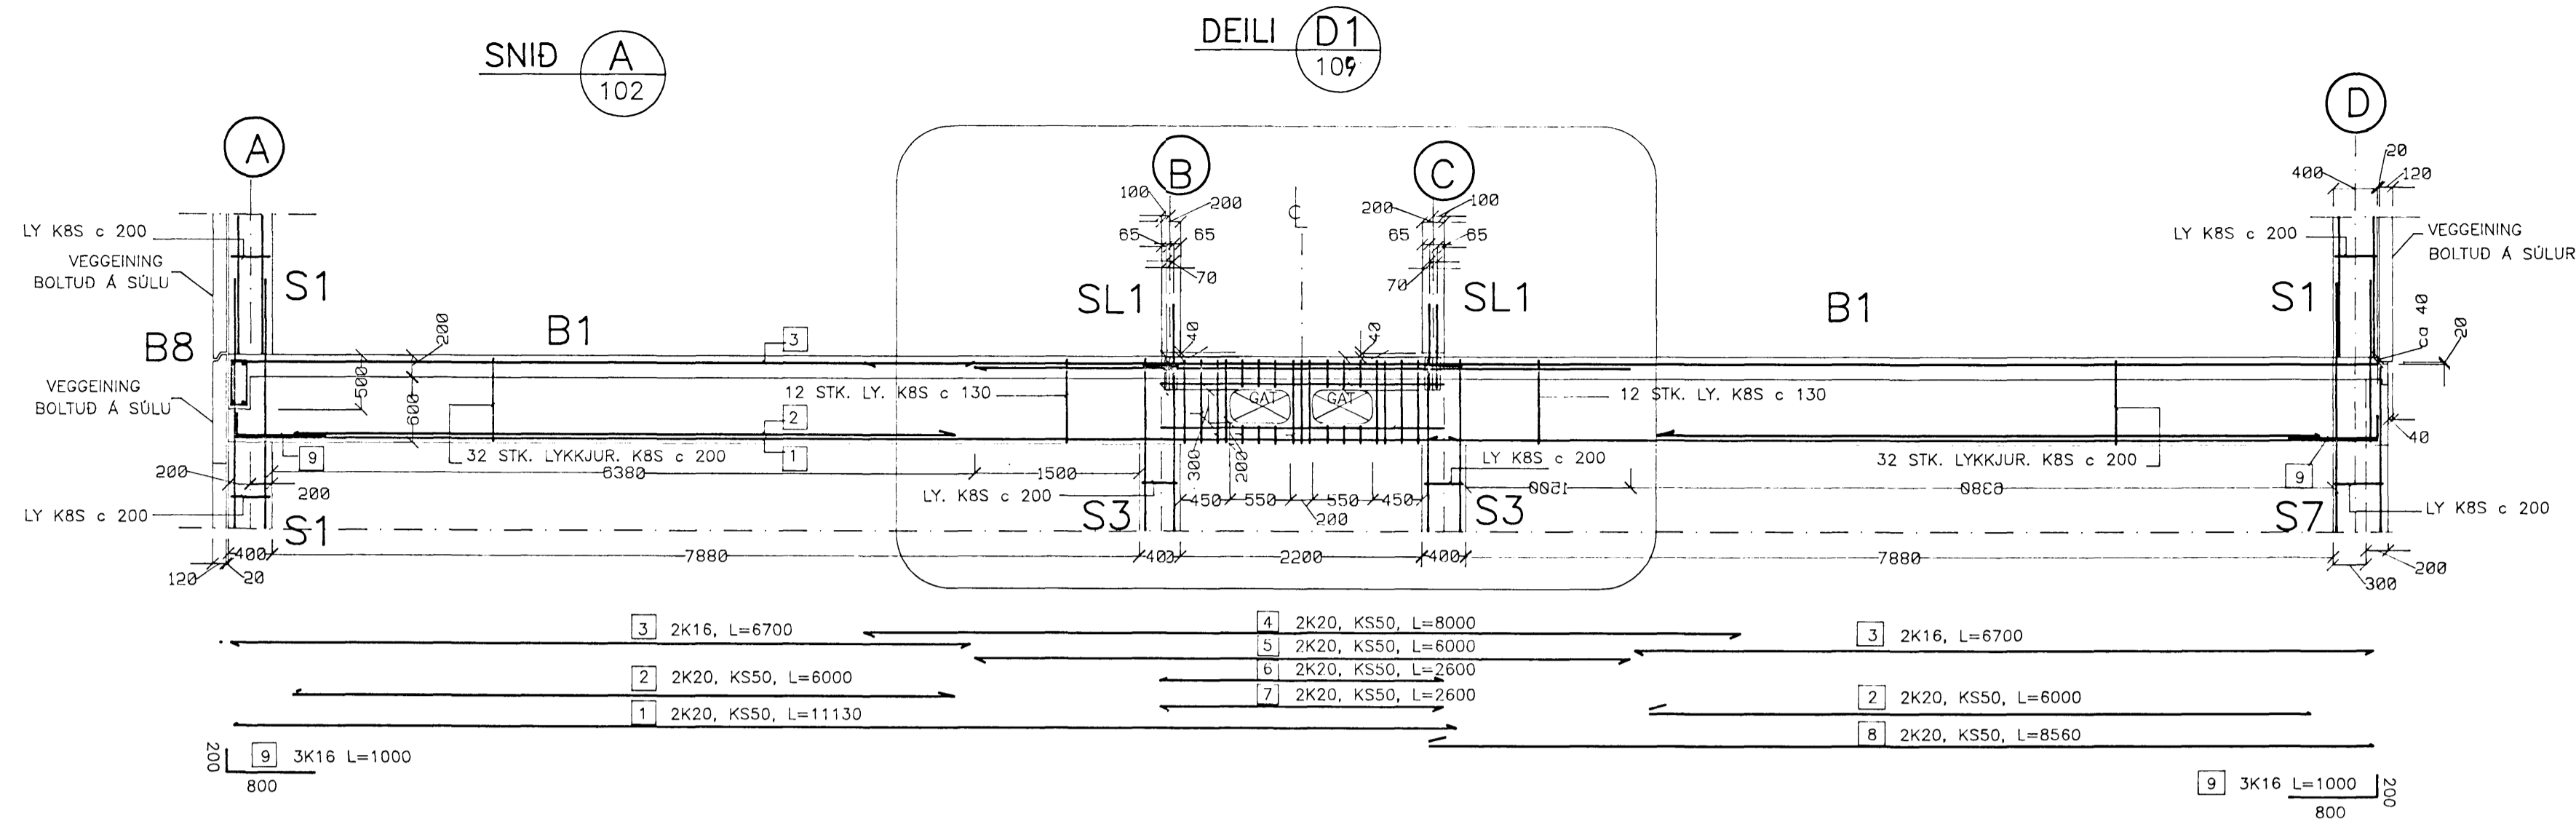 SNIÐ A
102
DEILI D1
109
A
B
C
D
20
400
120
100
200
200
100
65
65
65
65
70
70
LY K8S c 200
VEGGEINING
BOLTUÐ Á SÚLU
S1
B8
B1
200
3
SL1
40
℄
SL1
40
B1
LY K8S c 200
S1
VEGGEINING
BOLTUÐ Á SÚLUR
ca 40
20
VEGGEINING
BOLTUÐ Á SÚLU
500
600
12 STK. LY. K8S c 130
GAT
GAT
12 STK. LY. K8S c 130
2
1
9
32 STK. LYKKJUR. K8S c 200
300
200
LY K8S c 200
32 STK. LYKKJUR. K8S c 200
40
9
200
200
6380
1500
LY. K8S c 200
450
550
550
450
200
1500
6380
LY K8S c 200
S1
S3
S3
S7
LY K8S c 200
400
7880
400
2200
400
7880
120
20
200
300
3 2K16, L=6700
4 2K20, KS50, L=8000
3 2K16, L=6700
5 2K20, KS50, L=6000
6 2K20, KS50, L=2600
2 2K20, KS50, L=6000
7 2K20, KS50, L=2600
2 2K20, KS50, L=6000
1 2K20, KS50, L=11130
8 2K20, KS50, L=8560
200
9 3K16 L=1000
800
9 3K16 L=1000
200
800